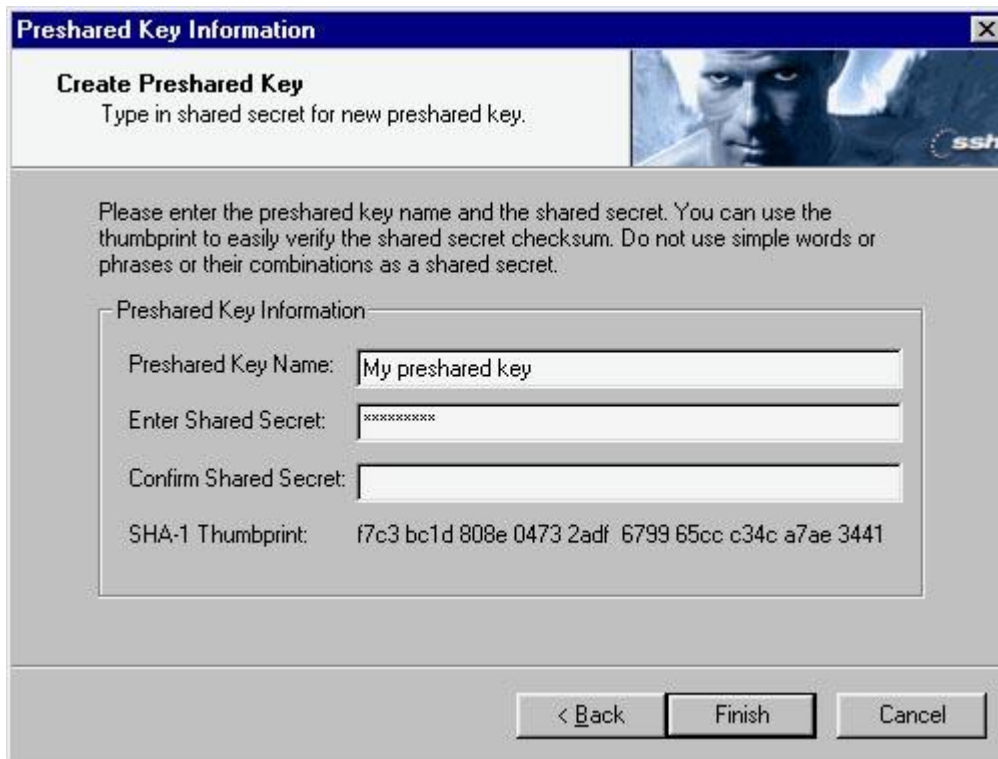 Preshared Key Information
Create Preshared Key
Type in shared secret for new preshared key.
ssh
Please enter the preshared key name and the shared secret. You can use the
thumbprint to easily verify the shared secret checksum. Do not use simple words or
phrases or their combinations as a shared secret.
Preshared Key Information
Preshared Key Name: My preshared key
Enter Shared Secret: *********
Confirm Shared Secret:
SHA-1 Thumbprint: f7c3 bc1d 808e 0473 2adf 6799 65cc c34c a7ae 3441
< Back Finish Cancel